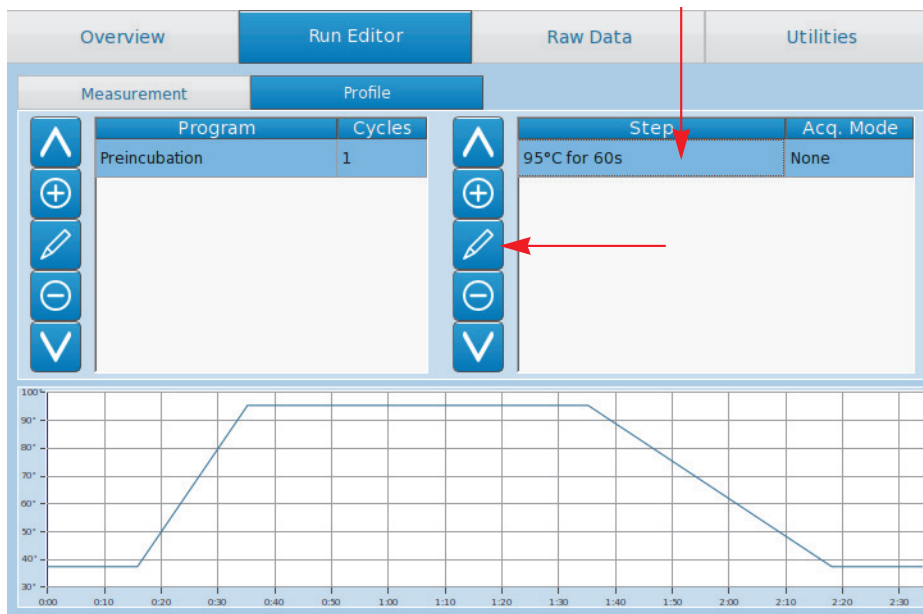 Overview
Run Editor
Raw Data
Utilities
Measurement
Profile
Program Cycles
Preincubation 1
Step Acq. Mode
95°C for 60s None
100°
90°
80°
70°
60°
50°
40°
30°
0:00 0:10 0:20 0:30 0:40 0:50 1:00 1:10 1:20 1:30 1:40 1:50 2:00 2:10 2:20 2:30